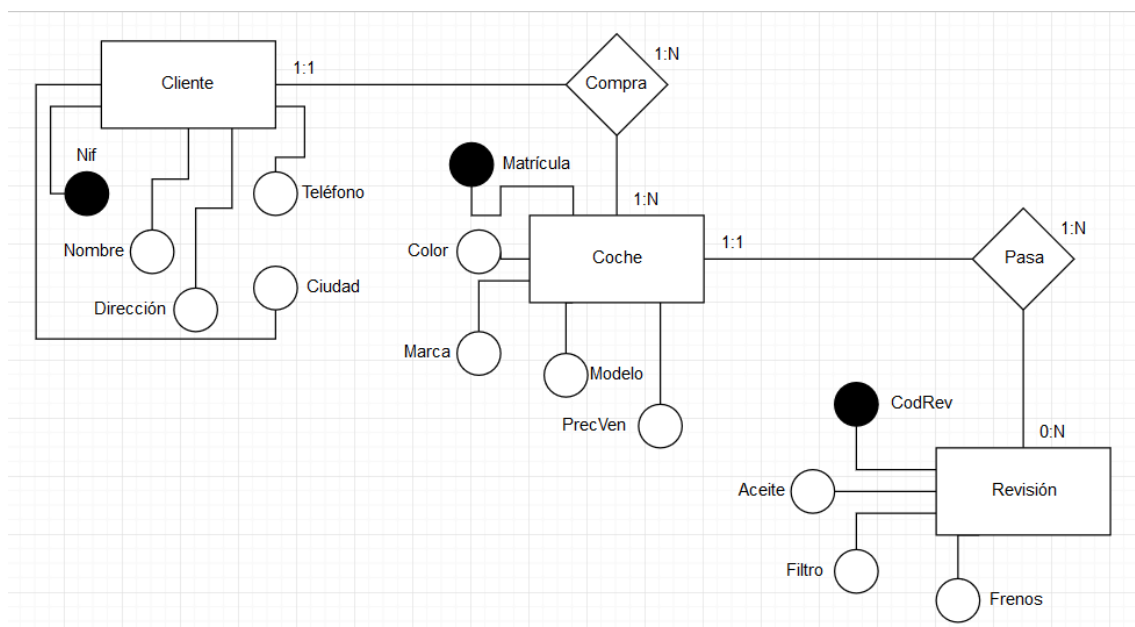 Cliente
1:1
1:N
Compra
Nif
Matrícula
Teléfono
1:N
Nombre
Color
Coche
1:1
1:N
Pasa
Ciudad
Dirección
Marca
Modelo
PrecVen
CodRev
0:N
Aceite
Revisión
Filtro
Frenos